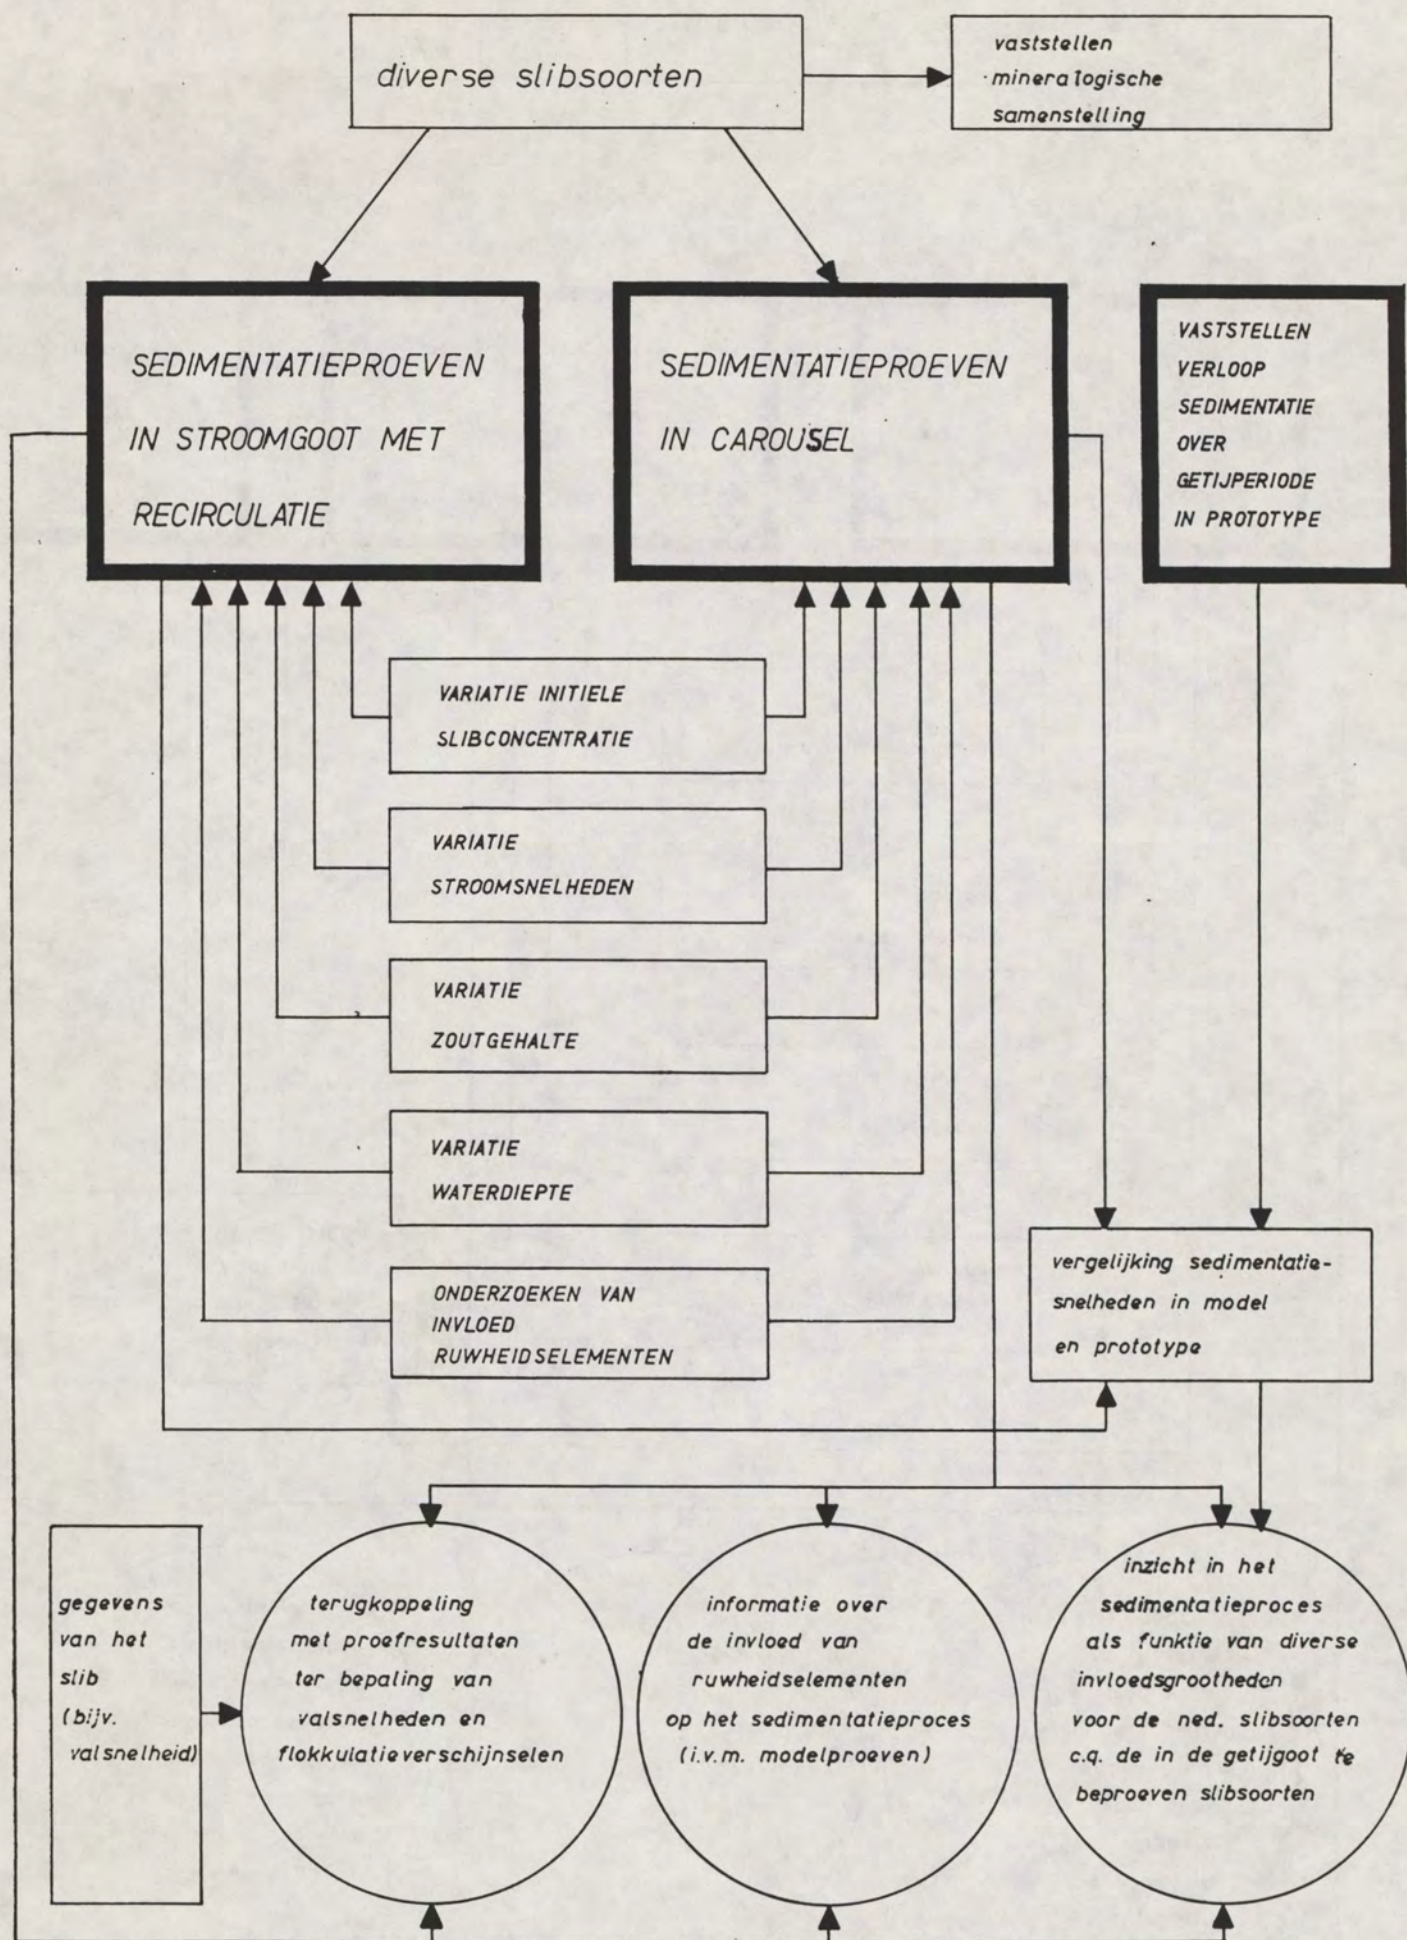 diverse slibsoorten
vaststellen
mineralogische
samenstelling
SEDIMENTATIEPROEVEN
IN STROOMGOOT MET
RECIRCULATIE
SEDIMENTATIEPROEVEN
IN CAROUSEL
VASTSTELLEN
VERLOOP
SEDIMENTATIE
OVER
GETIJPERIODE
IN PROTOTYPE
VARIATIE INITIELE
SLIBCONCENTRATIE
VARIATIE
STROOMSNELHEDEN
VARIATIE
ZOUTGEHALTE
VARIATIE
WATERDIEPTE
ONDERZOEKEN VAN
INVLOED
RUWHEIDSELEMENTEN
vergelijking sedimentatie-
snelheden in model
en prototype
gegevens
van het
slib
(bijv.
valsnelheid)
terugkoppeling
met proefresultaten
ter bepaling van
valsnelheden en
flokkulatieverschijnselen
informatie over
de invloed van
ruwheidselementen
op het sedimentatieproces
(i.v.m. modelproeven)
inzicht in het
sedimentatieproces
als funktie van diverse
invloedsgrootheden
voor de ned. slibsoorten
c.q. de in de getijgoot te
beproeven slibsoorten